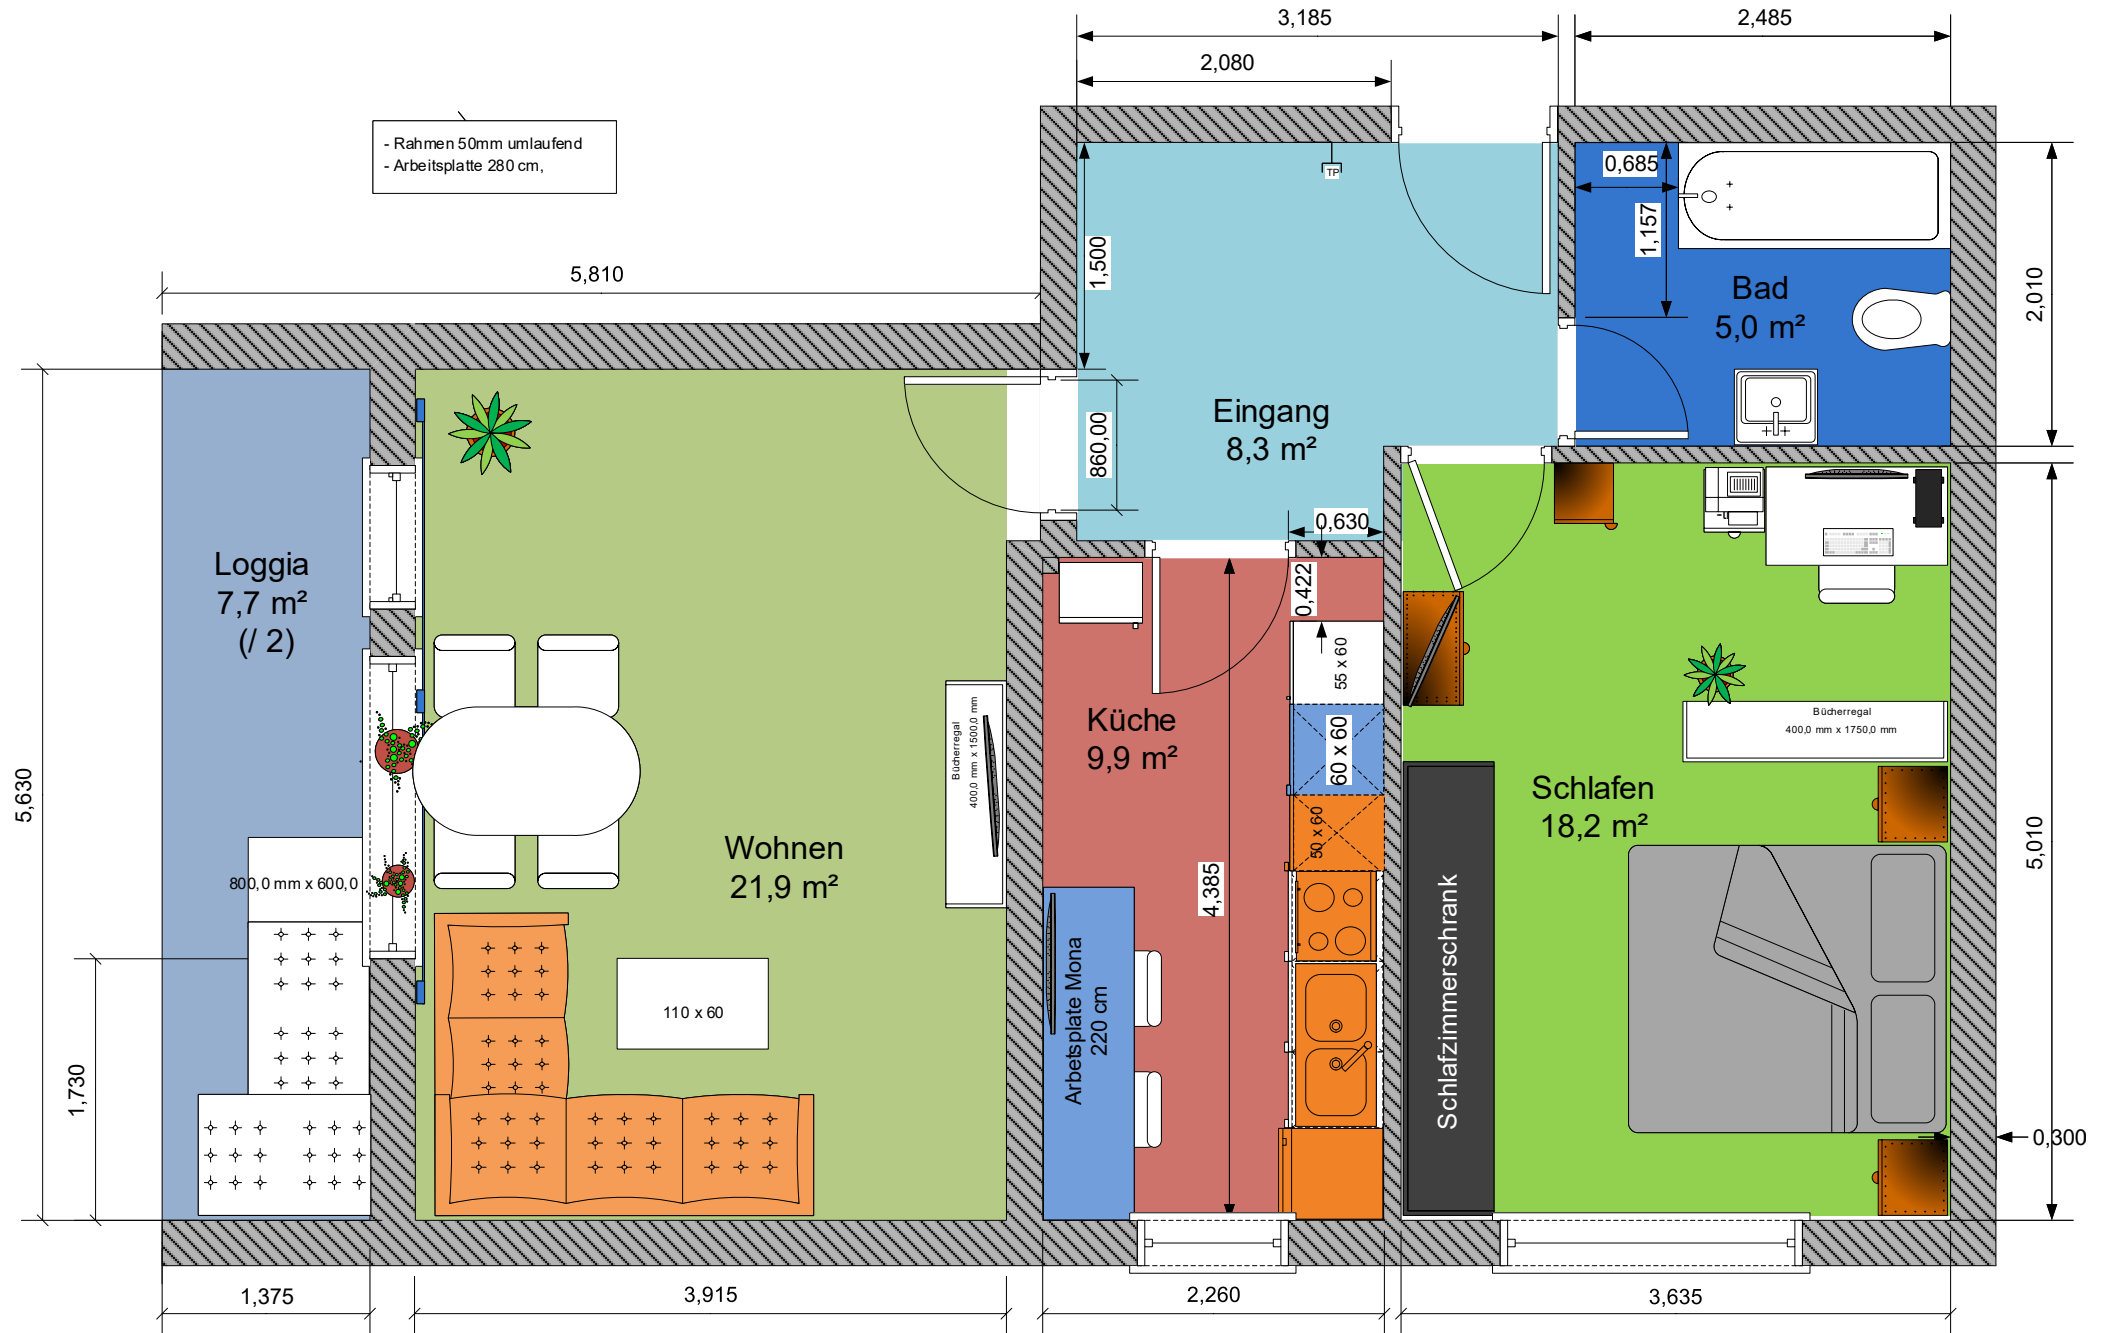 3,185
2,485
2,080
- Rahmen 50mm umlaufend
- Arbeitsplatte 280 cm,
TP
0,685
1,157
1,500
5,810
Bad
5,0 m²
2,010
Eingang
8,3 m²
860,00
0,630
0,422
Loggia
7,7 m²
(/ 2)
55 x 60
Küche
9,9 m²
60 x 60
Bücherregal
400,0 mm x 1500,0 mm
Bücherregal
400,0 mm x 1750,0 mm
5,630
Schlafen
18,2 m²
50 x 60
Wohnen
21,9 m²
800,0 mm x 600,0
4,385
5,010
Schlafzimmerschrank
110 x 60
Arbetsplate Mona
220 cm
1,730
0,300
1,375
3,915
2,260
3,635